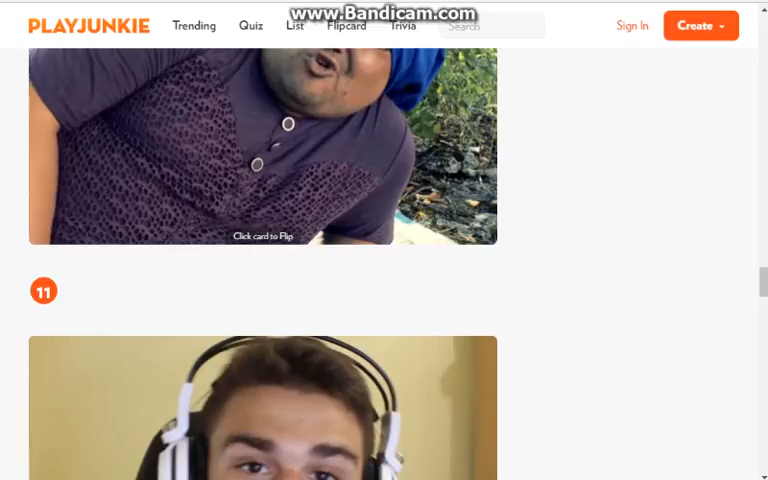 www.Bandicam.com
PLAYJUNKIE Trending Quiz List Flipcard Trivia Search Sign In Create
Click card to Flip
11